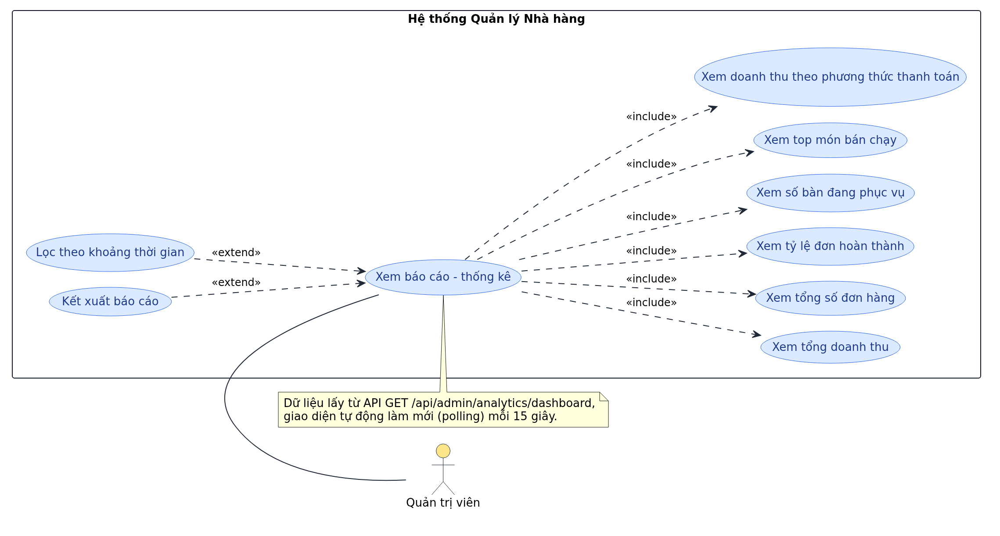 Hệ thống Quản lý Nhà hàng
Xem doanh thu theo phương thức thanh toán
«include»
Xem top món bán chạy
«include»
Xem số bàn đang phục vụ
«include»
Xem tỷ lệ đơn hoàn thành
«include»
Lọc theo khoảng thời gian
«extend»
Xem báo cáo - thống kê
«include»
«extend»
Kết xuất báo cáo
Xem tổng số đơn hàng
«include»
Xem tổng doanh thu
Dữ liệu lấy từ API GET /api/admin/analytics/dashboard,
giao diện tự động làm mới (polling) mỗi 15 giây.
Quản trị viên